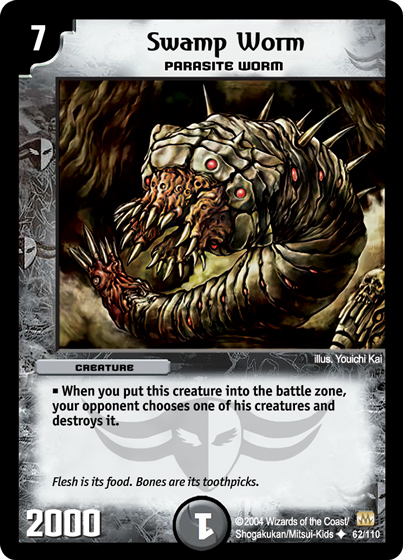 7
Swamp Worm
PARASITE WORM
illus. Youichi Kai
CREATURE
▪ When you put this creature into the battle zone,
your opponent chooses one of his creatures and
destroys it.
Flesh is its food. Bones are its toothpicks.
2000
1
©2004 Wizards of the Coast/
Shogakukan/Mitsui-Kids ✦ 62/110